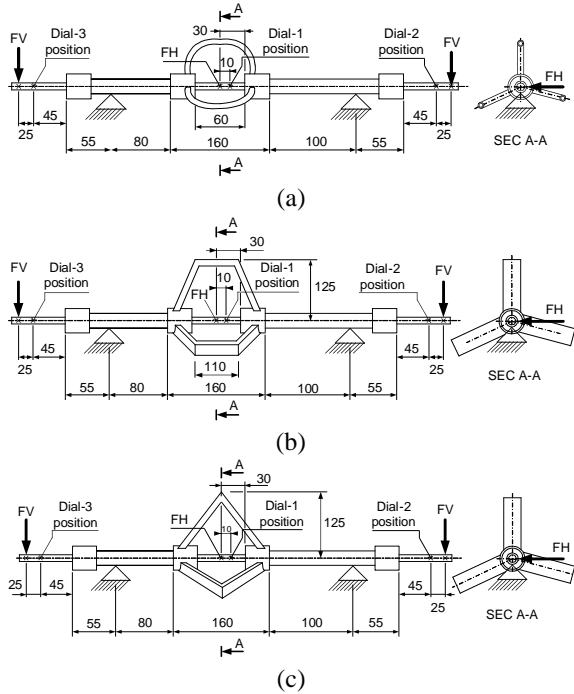 A
30
FV
Dial-3
position
FH
10
Dial-1
position
Dial-2
position
FV
FH
25
45
55
80
60
160
100
55
45
25
SEC A-A
A
(a)
A
30
FV
Dial-3
position
10
FH
Dial-1
position
125
Dial-2
position
FV
FH
25
45
55
80
110
160
100
55
45
25
SEC A-A
A
(b)
A
30
FV
Dial-3
position
FH
10
Dial-1
position
125
Dial-2
position
FV
FH
25
45
55
80
160
100
55
45
25
SEC A-A
A
(c)